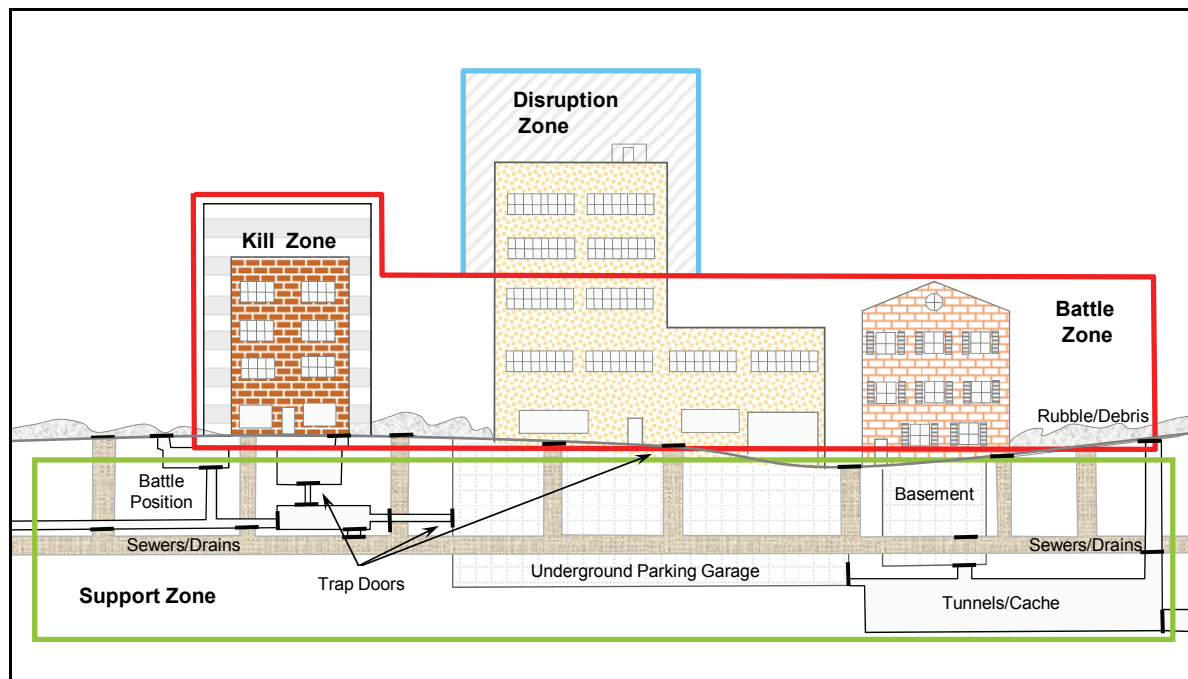 Disruption
Zone
Kill Zone
Battle
Zone
Rubble/Debris
Battle
Position
Basement
Sewers/Drains
Sewers/Drains
Trap Doors
Underground Parking Garage
Support Zone
Tunnels/Cache